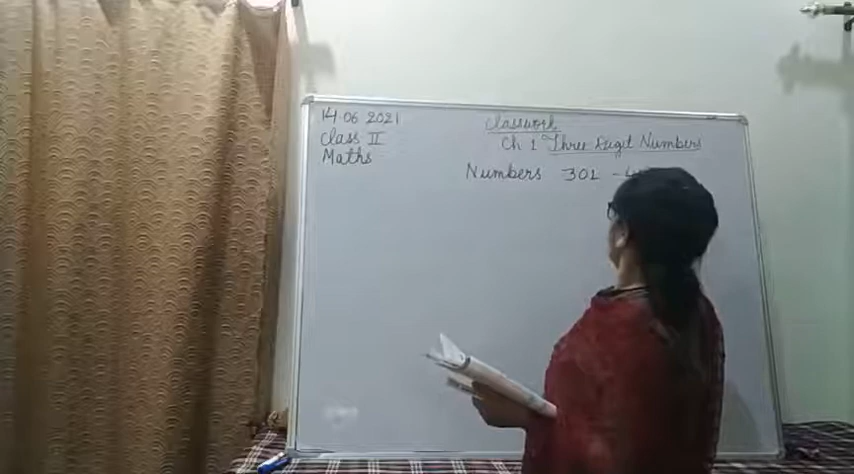 14.06 2021
Class II
Maths
Classwork
Ch 1 Three Digit Numbers
Numbers 301 -